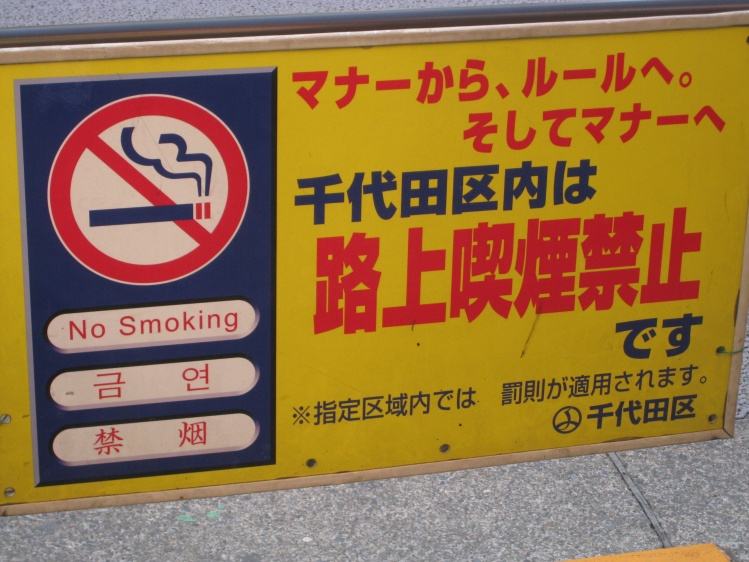 No Smoking
금 연
禁 烟
マナーから、ルールへ。
そしてマナーへ
千代田区内は
路上喫煙禁止
です
※指定区域内では 罰則が適用されます。
千代田区